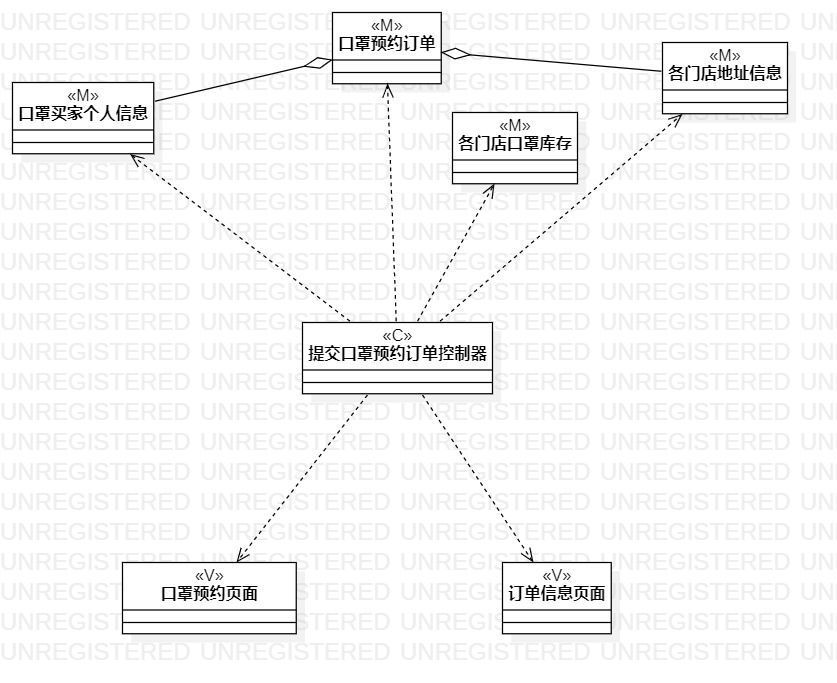 «M»
口罩预约订单
«M»
各门店地址信息
«M»
口罩买家个人信息
«M»
各门店口罩库存
«C»
提交口罩预约订单控制器
«V»
口罩预约页面
«V»
订单信息页面
UNREGISTERED UNREGISTERED UNREGISTERED UNREGISTERED UN